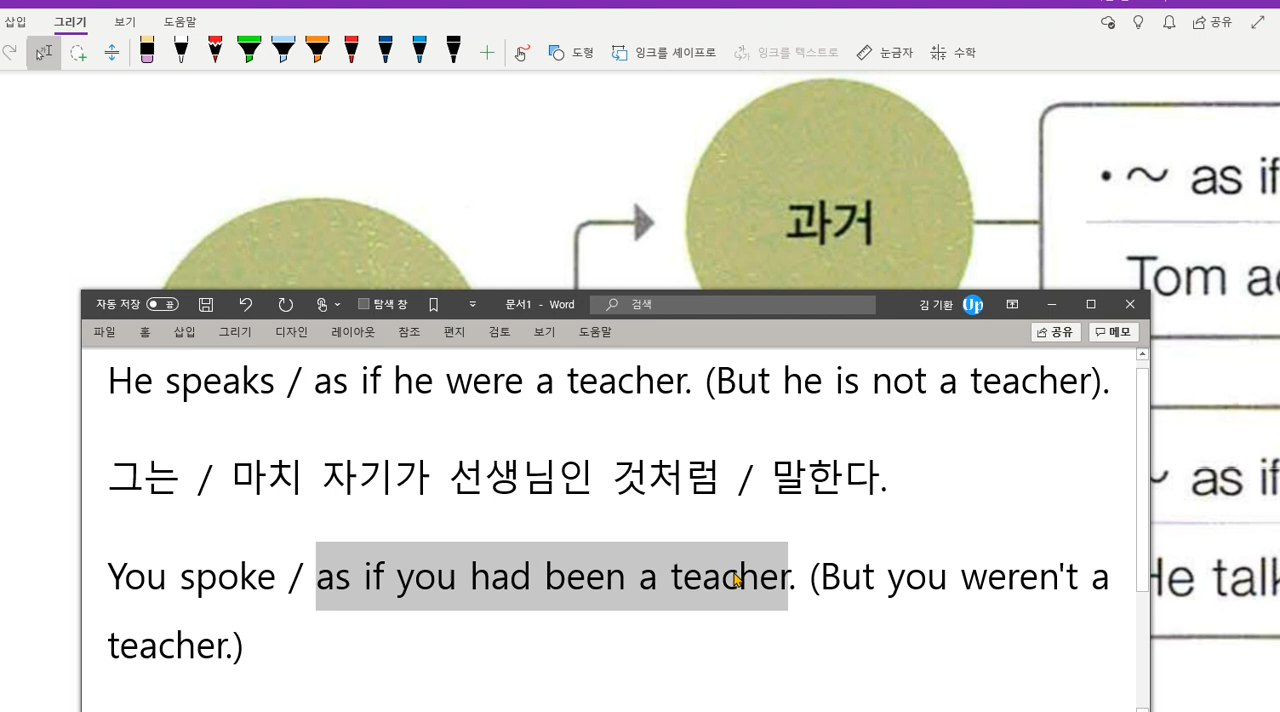 삽입 그리기 보기 도움말 공유
도형 잉크를 셰이프로 잉크를 텍스트로 눈금자 수학
과거
• ~ as if
Tom
자동 저장 탐색 창 문서1 - Word 검색 김 기환 Up
파일 홈 삽입 그리기 디자인 레이아웃 참조 편지 검토 보기 도움말 공유 메모
He speaks / as if he were a teacher. (But he is not a teacher).
그는 / 마치 자기가 선생님인 것처럼 / 말한다.
~ as if
You spoke / as if you had been a teacher. (But you weren't a
teacher.)
He talk